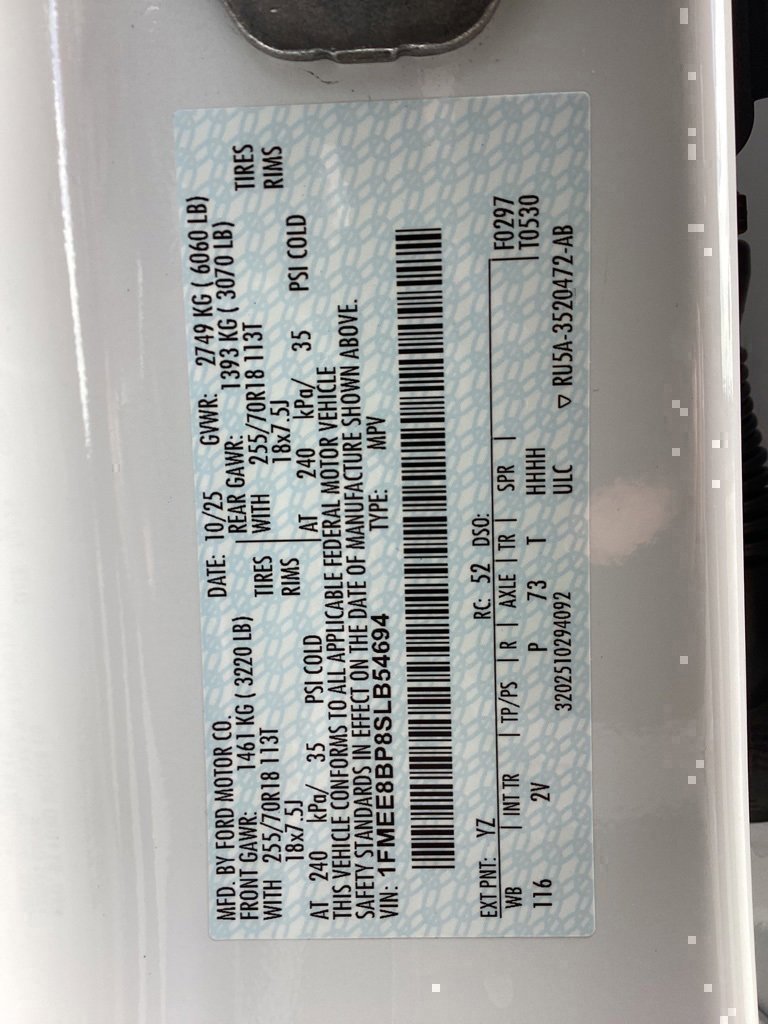 MFD. BY FORD MOTOR CO. DATE: 10/25 GVWR: 2749 KG ( 6060 LB)
FRONT GAWR: 1461 KG ( 3220 LB) REAR GAWR: 1393 KG ( 3070 LB)
WITH 255/70R18 113T TIRES WITH 255/70R18 113T TIRES
18x7.5J RIMS 18x7.5J RIMS
AT 240 kPa/ 35 PSI COLD AT 240 kPa/ 35 PSI COLD
THIS VEHICLE CONFORMS TO ALL APPLICABLE FEDERAL MOTOR VEHICLE
SAFETY STANDARDS IN EFFECT ON THE DATE OF MANUFACTURE SHOWN ABOVE.
VIN: 1FMEE8BP8SLB54694 TYPE: MPV
EXT PNT: YZ RC: 52 DSO: F0297
WB INT TR TP/PS R AXLE TR SPR T0530
116 2V P 73 T HHHH
3202510294092 ULC ▽ RU5A-3520472-AB